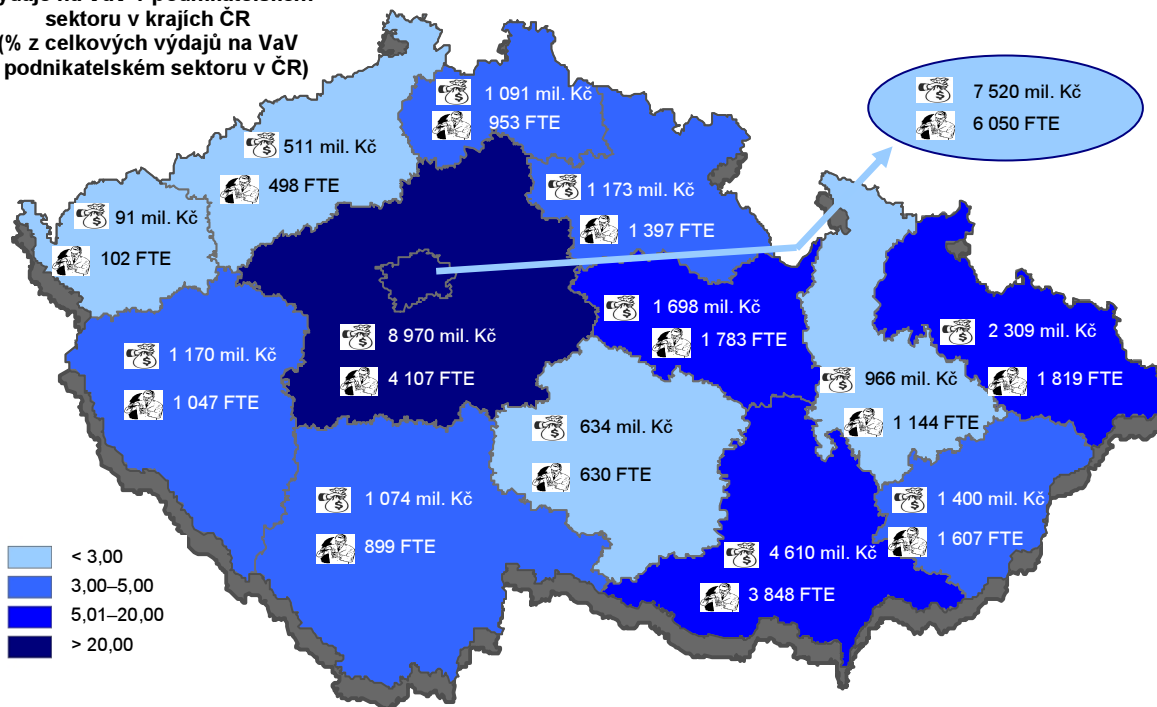 sektoru v krajích ČR
(% z celkových výdajů na VaV
podnikatelském sektoru v ČR)
1 091 mil. Kč
953 FTE
7 520 mil. Kč
6 050 FTE
511 mil. Kč
498 FTE
1 173 mil. Kč
1 397 FTE
91 mil. Kč
102 FTE
1 698 mil. Kč
1 783 FTE
8 970 mil. Kč
4 107 FTE
2 309 mil. Kč
1 819 FTE
1 170 mil. Kč
1 047 FTE
966 mil. Kč
1 144 FTE
634 mil. Kč
630 FTE
1 074 mil. Kč
899 FTE
1 400 mil. Kč
1 607 FTE
4 610 mil. Kč
3 848 FTE
< 3,00
3,00–5,00
5,01–20,00
> 20,00